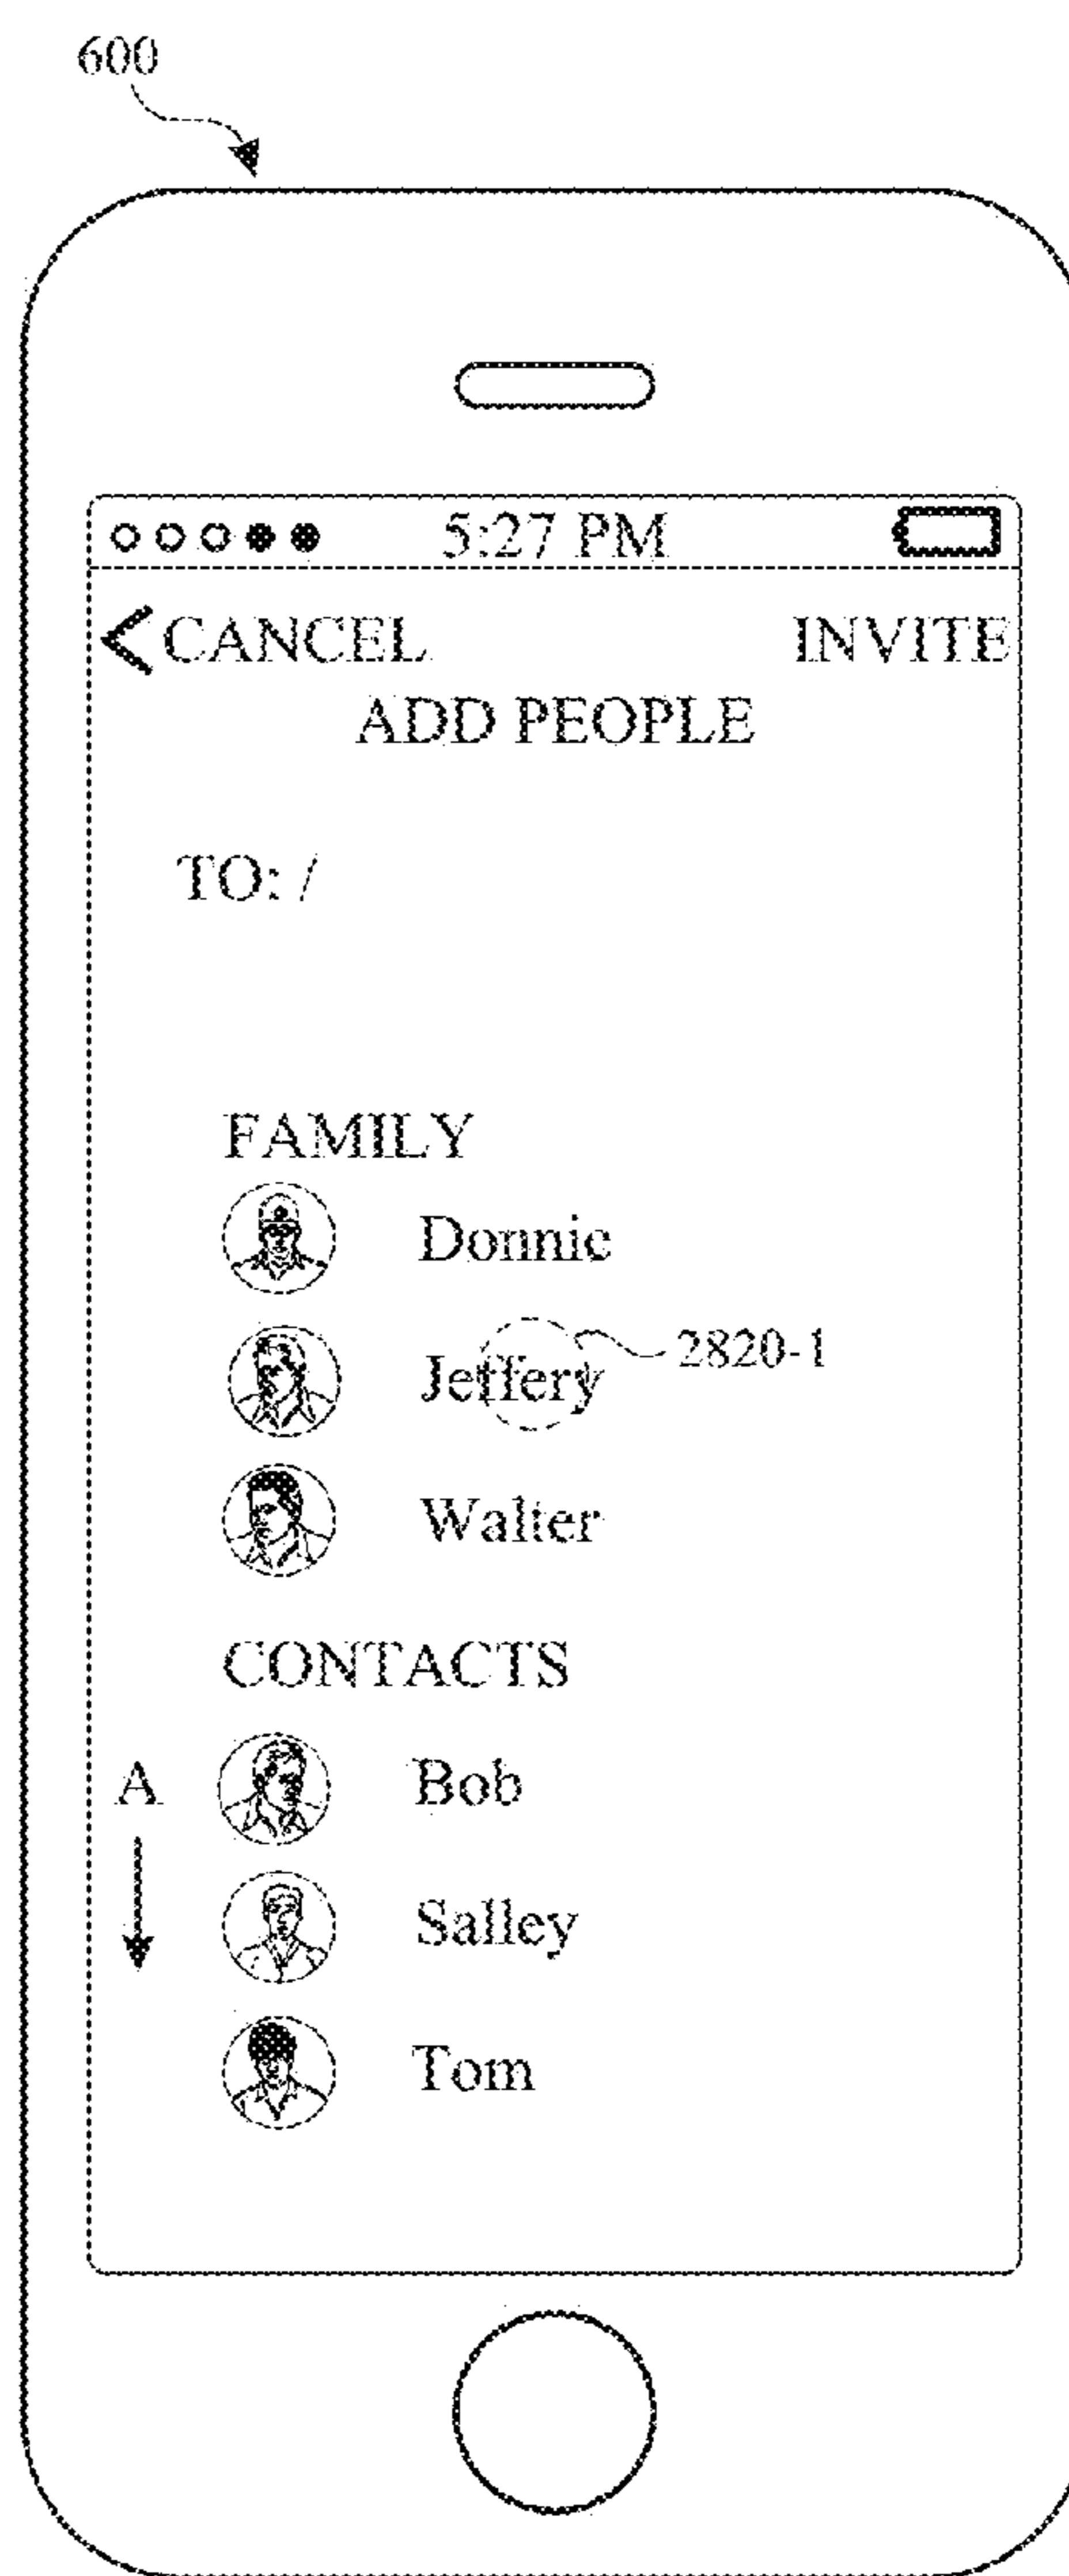 600
5:27 PM
CANCEL INVITE
ADD PEOPLE
TO: /
FAMILY
Donnie
Jeffery 2820-1
Walter
CONTACTS
A Bob
Salley
Tom